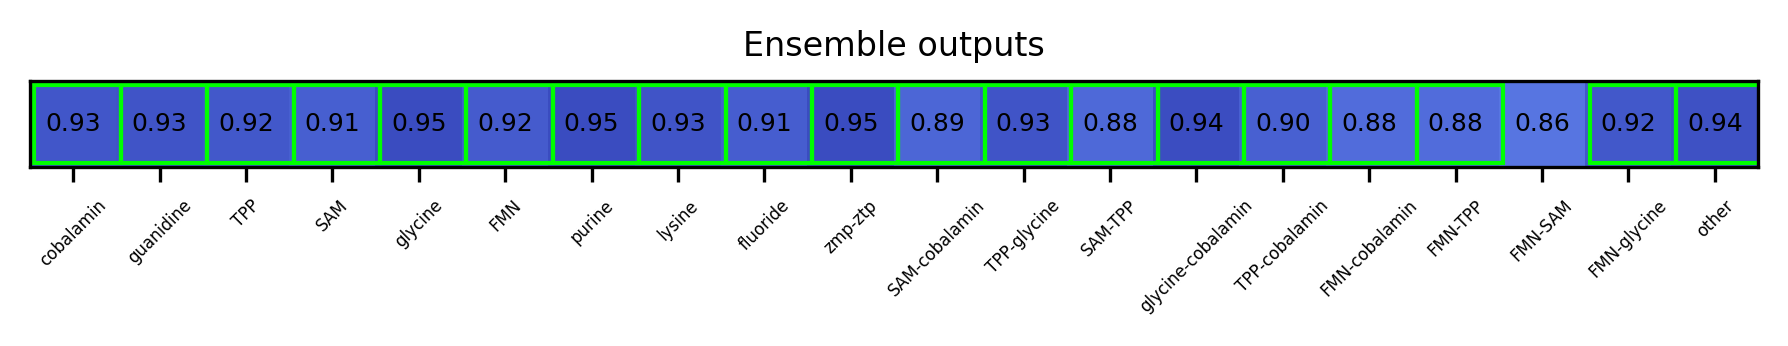 Ensemble outputs
0.93 0.93 0.92 0.91 0.95 0.92 0.95 0.93 0.91 0.95 0.89 0.93 0.88 0.94 0.90 0.88 0.88 0.86 0.92 0.94
cobalamin guanidine TPP SAM glycine FMN purine lysine fluoride zmp-ztp SAM-cobalamin TPP-glycine SAM-TPP glycine-cobalamin TPP-cobalamin FMN-cobalamin FMN-TPP FMN-SAM FMN-glycine other